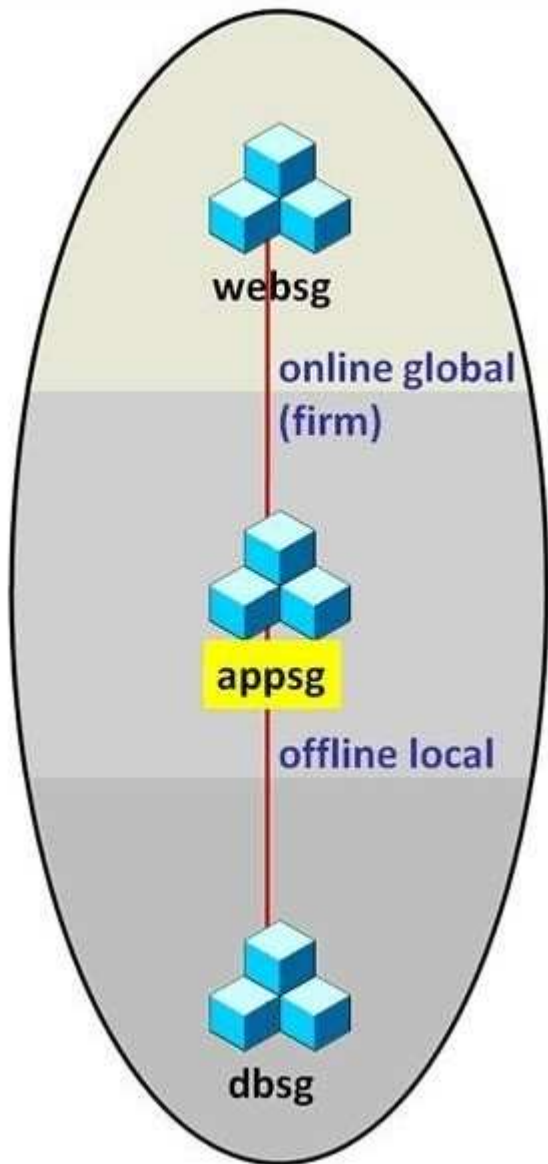 websg
online global
(firm)
appsg
offline local
dbsg